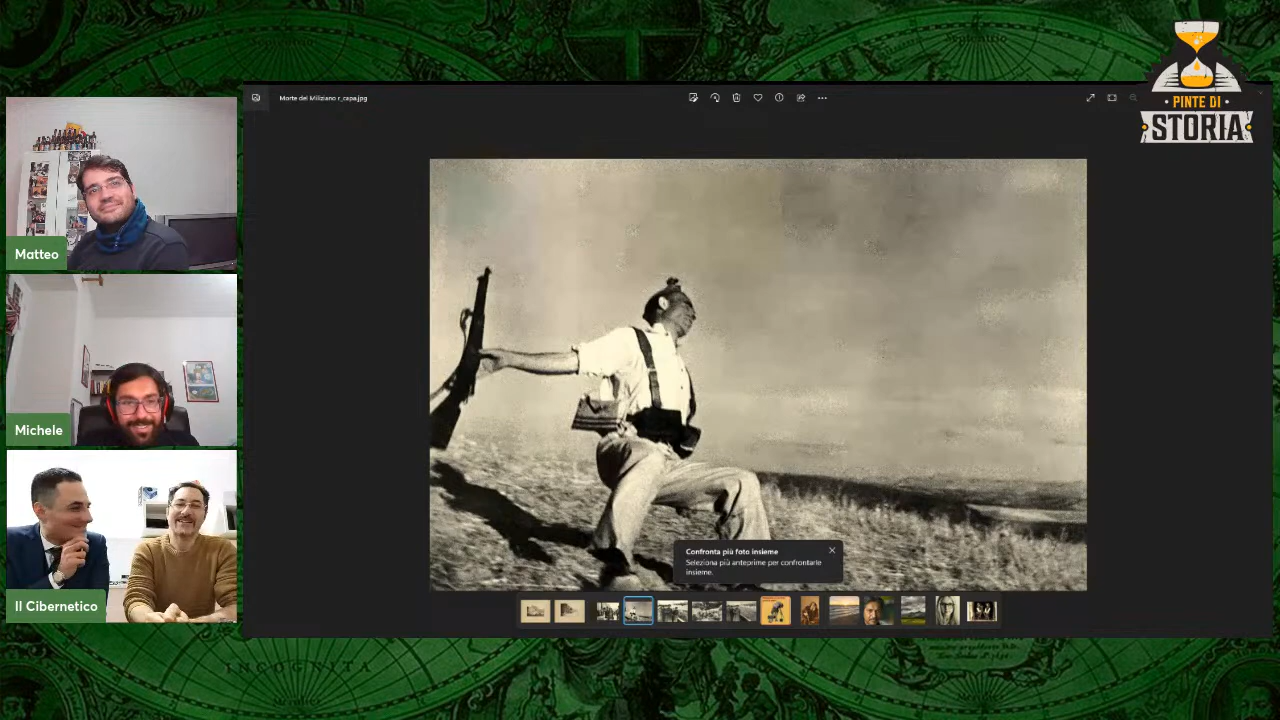 Morte del Miliziano r_capa.jpg
PINTE DI
STORIA
Matteo
Michele
Il Cibernetico
Confronta più foto insieme
Seleziona più anteprime per confrontarle
insieme.
INCOGNITA